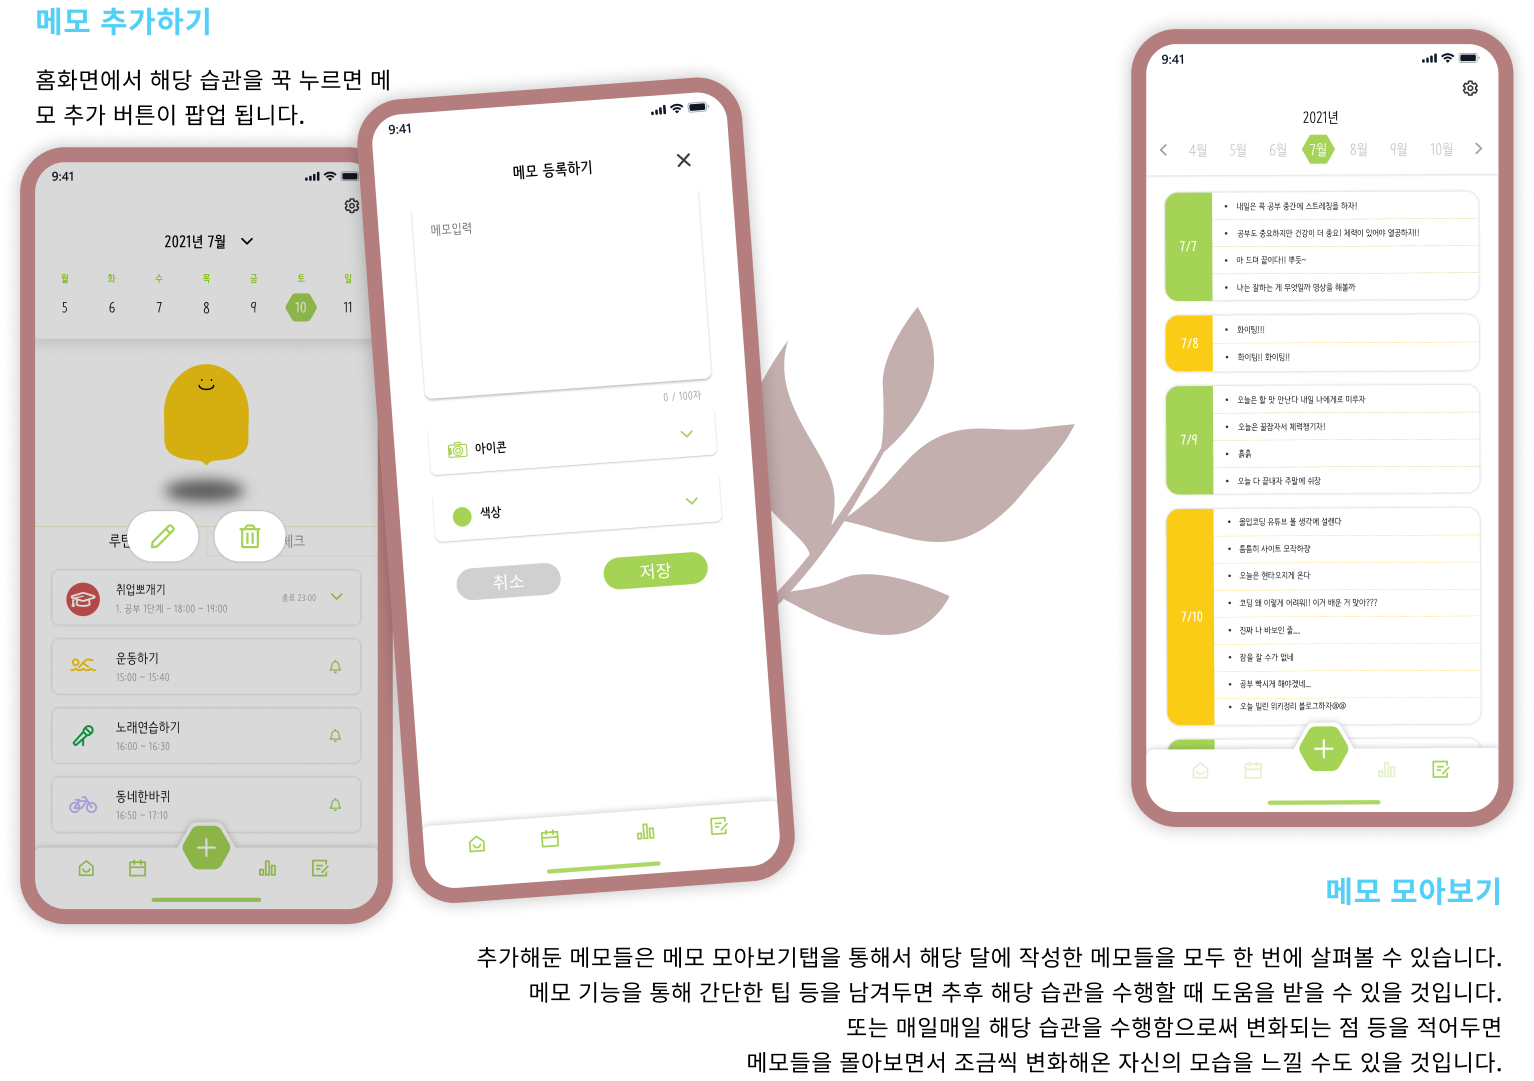 메모 추가하기
홈화면에서 해당 습관을 꾹 누르면 메
모 추가 버튼이 팝업 됩니다.
9:41
2021년 7월
월 화 수 목 금 토 일
5 6 7 8 9 10 11
루틴
체크
취업뽀개기
1. 공부 1단계 - 18:00 ~ 19:00
종료 23:00
운동하기
15:00 ~ 15:40
노래연습하기
16:00 ~ 16:30
동네한바퀴
16:50 ~ 17:10
9:41
메모 등록하기
메모입력
0 / 100자
아이콘
색상
취소 저장
9:41
2021년
4월 5월 6월 7월 8월 9월 10월
7/7
• 내일은 꼭 공부 중간에 스트레칭을 하자!
• 공부도 중요하지만 건강이 더 중요! 체력이 있어야 열공하지!!
• 아 드뎌 끝이다!! 뿌듯~
• 나는 잘하는 게 무엇일까 명상을 해볼까
7/8
• 화이팅!!!
• 화이팅!! 화이팅!!
7/9
• 오늘은 할 맛 안난다 내일 나에게로 미루자
• 오늘은 꿀잠자서 체력챙기자!
• 흙흙
• 오늘 다 끝내자 주말에 쉬장
7/10
• 몰입코딩 유튜브 볼 생각에 설렌다
• 틈틈히 사이트 모작하장
• 오늘은 현타오지게 온다
• 코딩 왜 이렇게 어려워!! 이거 배운 거 맞아???
• 진짜 나 바보인 줄...
• 잠을 잘 수가 없네
• 공부 빡시게 해야겠네...
• 오늘 밀린 위키정리 블로그하자@@
메모 모아보기
추가해둔 메모들은 메모 모아보기탭을 통해서 해당 달에 작성한 메모들을 모두 한 번에 살펴볼 수 있습니다.
메모 기능을 통해 간단한 팁 등을 남겨두면 추후 해당 습관을 수행할 때 도움을 받을 수 있을 것입니다.
또는 매일매일 해당 습관을 수행함으로써 변화되는 점 등을 적어두면
메모들을 몰아보면서 조금씩 변화해온 자신의 모습을 느낄 수도 있을 것입니다.